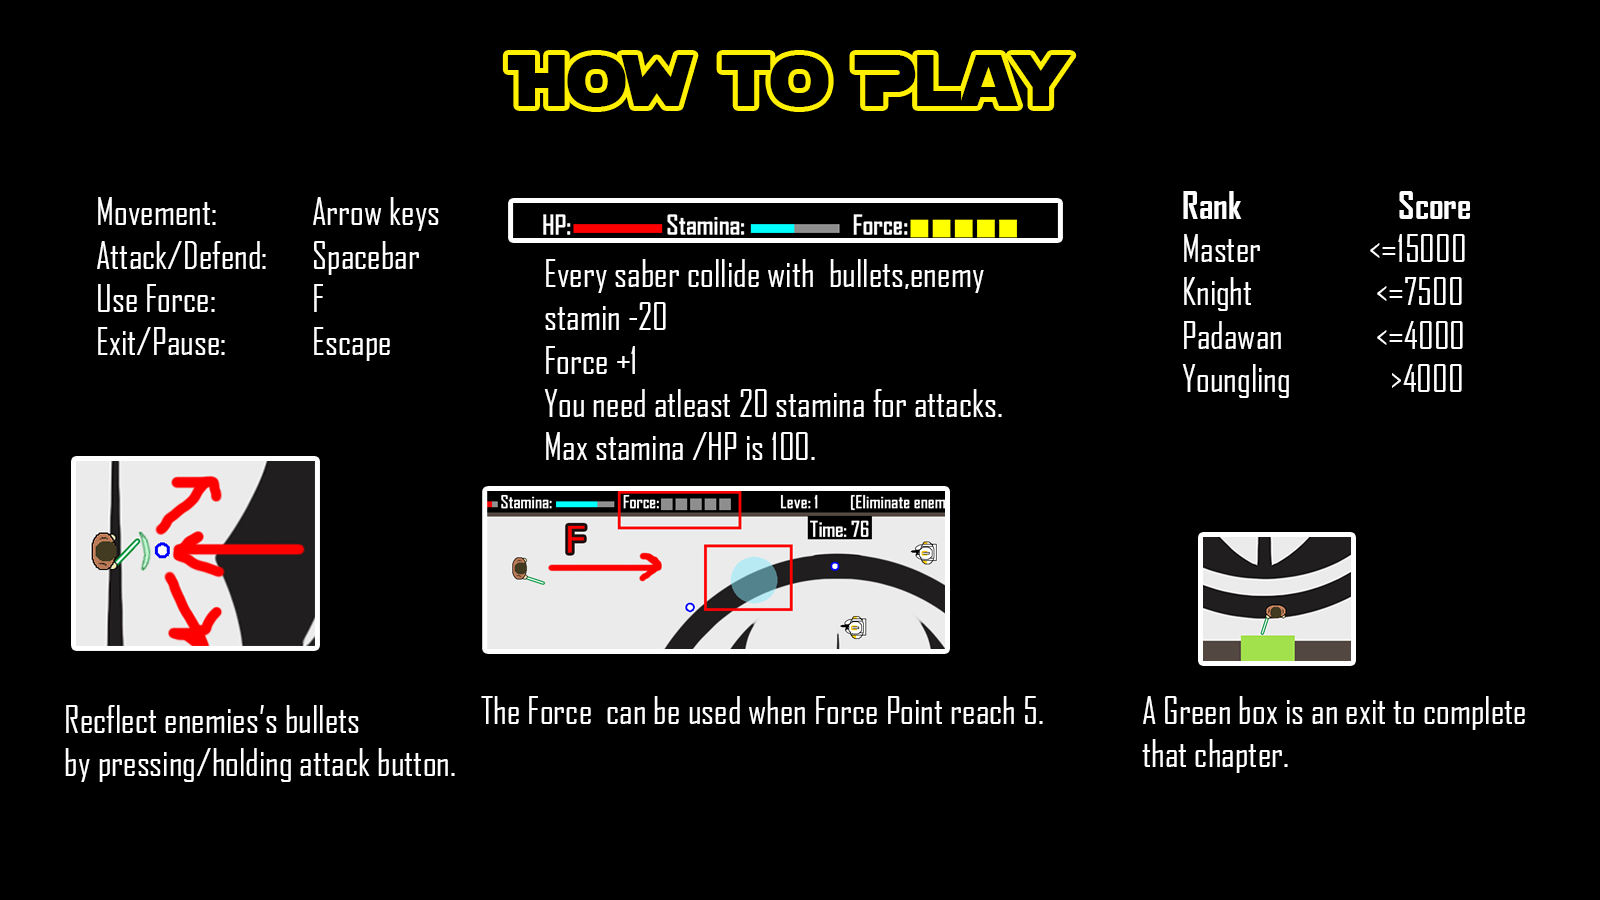 HOW TO PLAY
Movement: Arrow keys
Attack/Defend: Spacebar
Use Force: F
Exit/Pause: Escape
HP: Stamina: Force:
Every saber collide with  bullets,enemy
stamin -20
Force +1
You need atleast 20 stamina for attacks.
Max stamina /HP is 100.
Rank Score
Master <=15000
Knight <=7500
Padawan <=4000
Youngling >4000
Stamina: Force: Leve: 1 [Eliminate enem
Time: 76
F
Recflect enemies's bullets
by pressing/holding attack button.
The Force  can be used when Force Point reach 5.
A Green box is an exit to complete
that chapter.